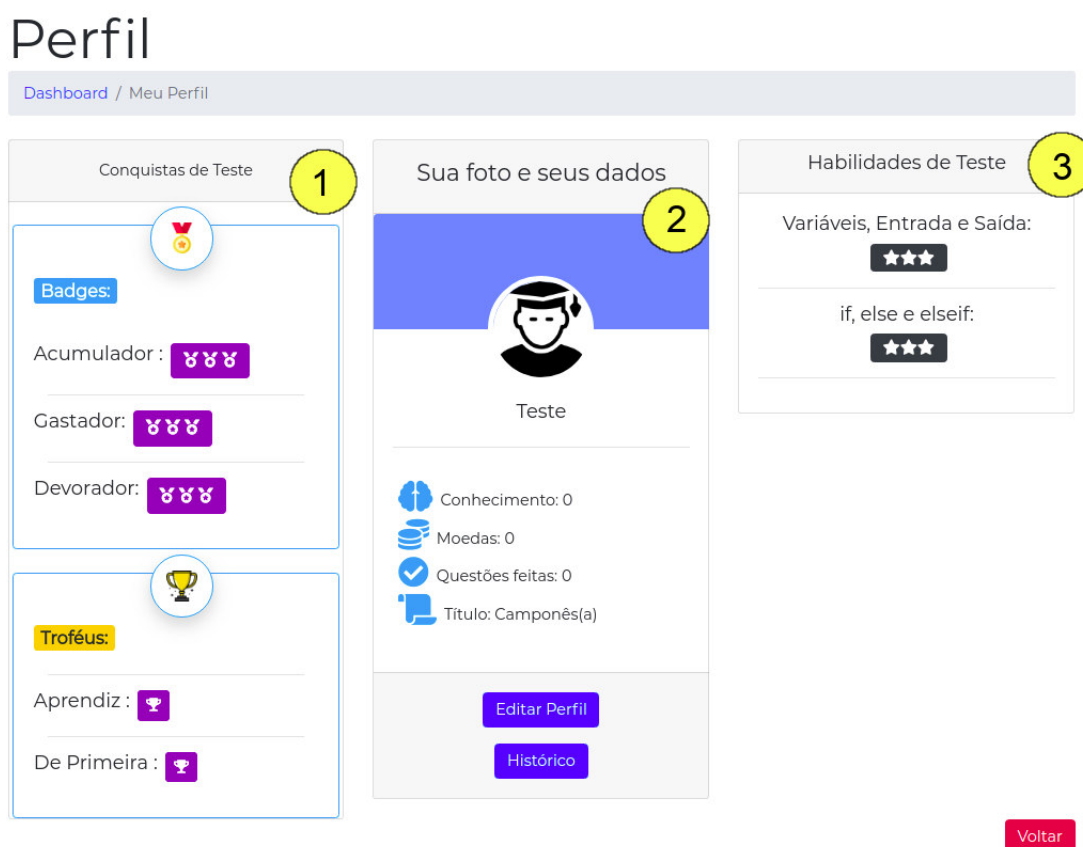 Perfil
Dashboard / Meu Perfil
Conquistas de Teste
1
Badges:
Acumulador :
Gastador:
Devorador:
Troféus:
Aprendiz :
De Primeira :
Sua foto e seus dados
2
Teste
Conhecimento: 0
Moedas: 0
Questões feitas: 0
Título: Camponês(a)
Editar Perfil
Histórico
Habilidades de Teste
3
Variáveis, Entrada e Saída:
if, else e elseif:
Voltar